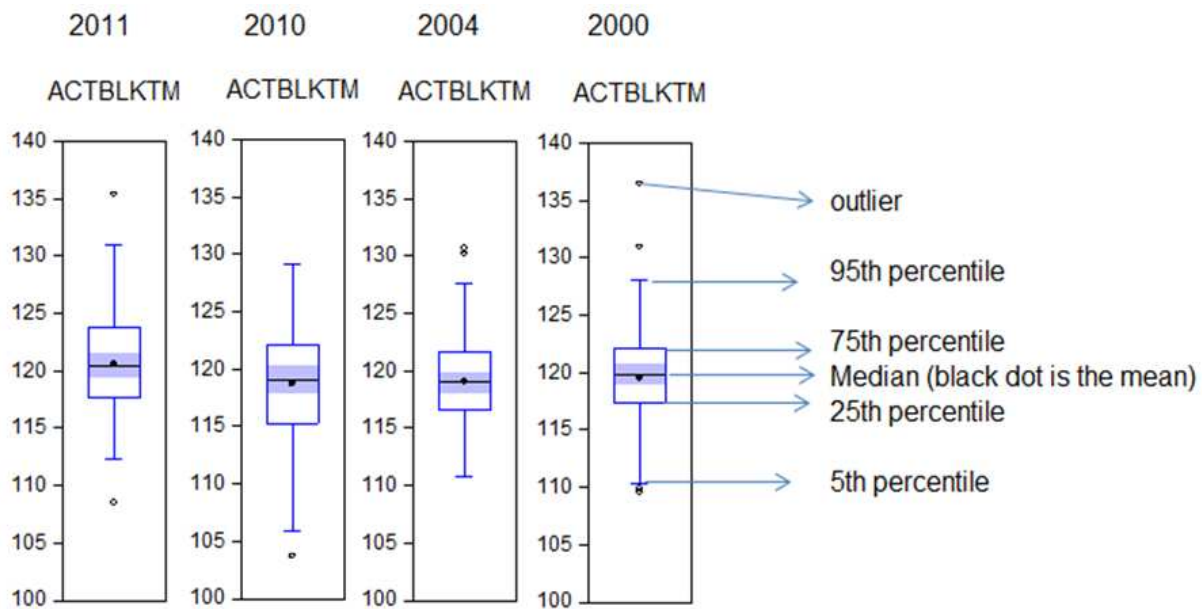 2011 2010 2004 2000
ACTBLKTM ACTBLKTM ACTBLKTM ACTBLKTM
140 140 140 140
135 135 135 135
130 130 130 130
125 125 125 125
120 120 120 120
115 115 115 115
110 110 110 110
105 105 105 105
100 100 100 100
outlier
95th percentile
75th percentile
Median (black dot is the mean)
25th percentile
5th percentile